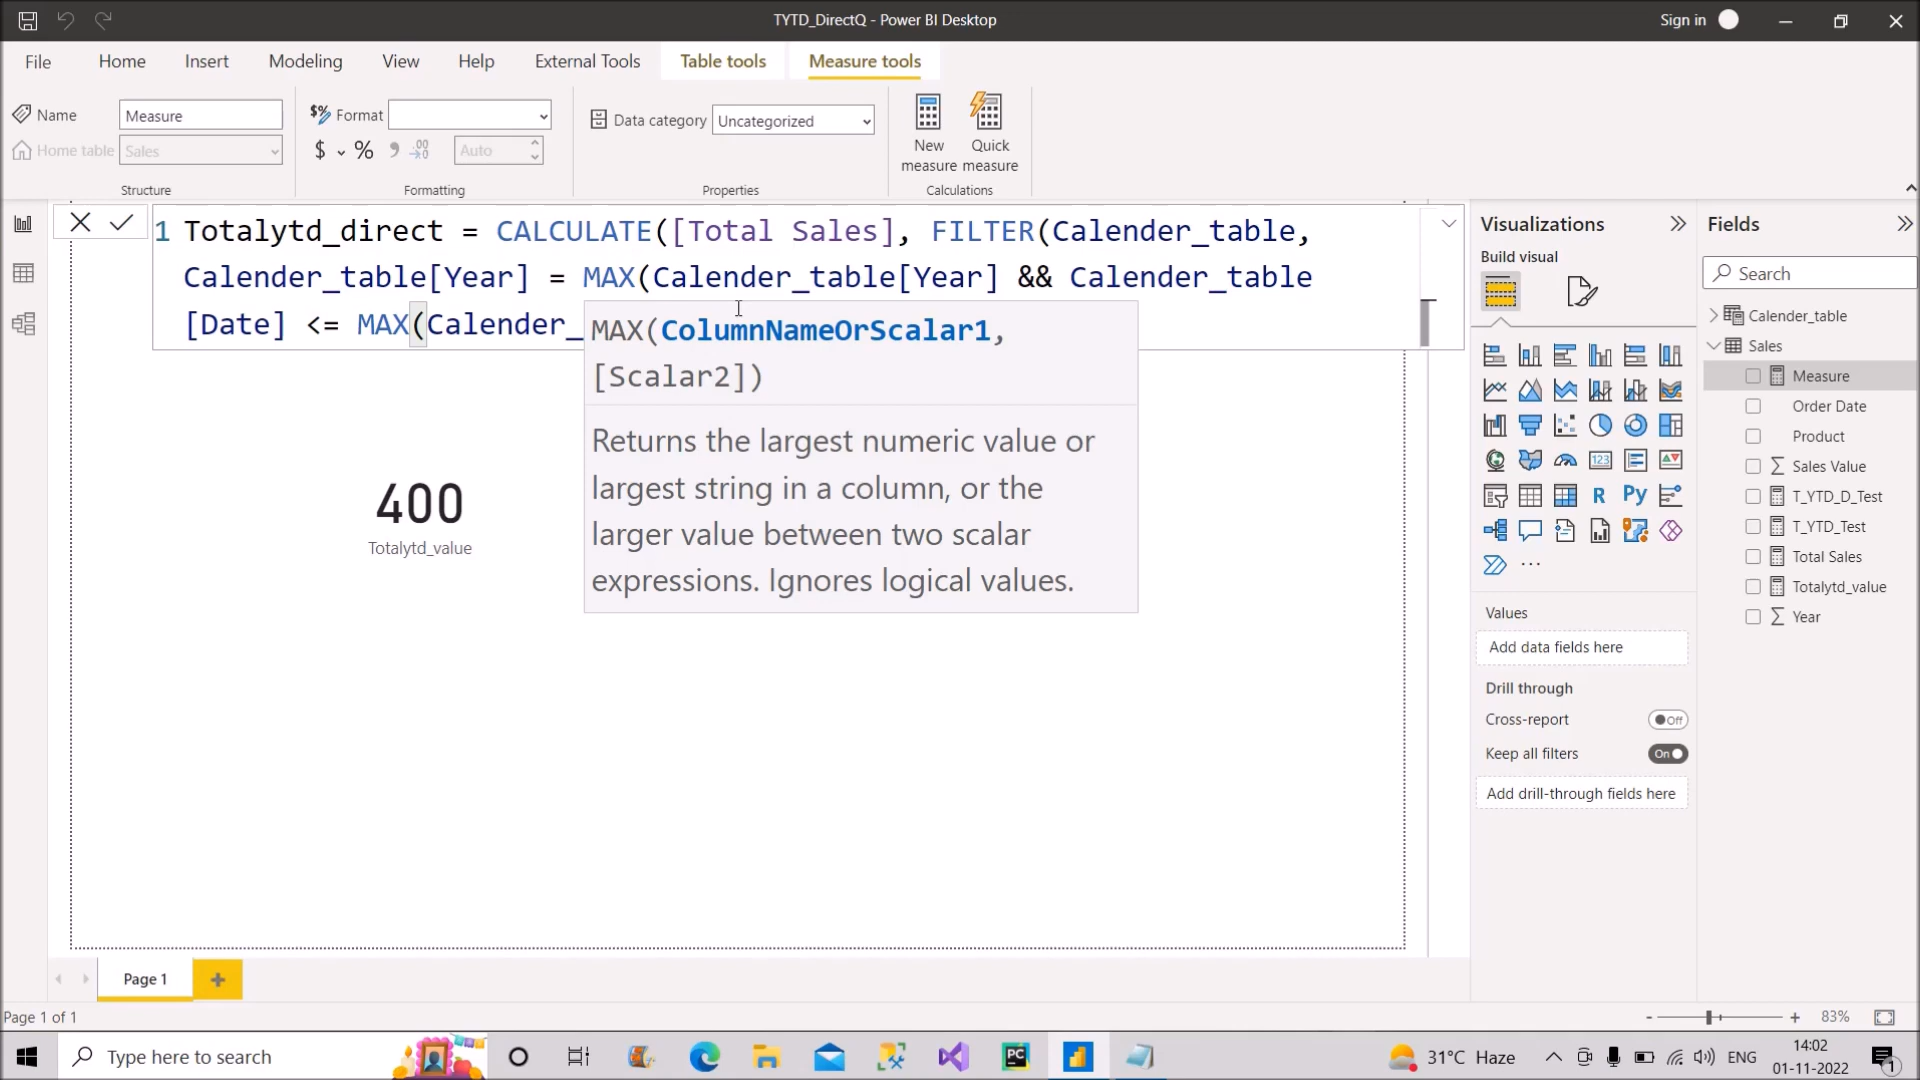 TYTD_DirectQ - Power BI Desktop
Sign in
File Home Insert Modeling View Help External Tools Table tools Measure tools
Name Measure
Format
Data category Uncategorized
New measure
Quick measure
Home table Sales
$ % Auto
Structure Formatting Properties Calculations
1 Totalytd_direct = CALCULATE([Total Sales], FILTER(Calender_table,
Calender_table[Year] = MAX(Calender_table[Year] && Calender_table
[Date] <= MAX(Calender_
MAX(ColumnNameOrScalar1,
[Scalar2])
Returns the largest numeric value or
largest string in a column, or the
larger value between two scalar
expressions. Ignores logical values.
400
Totalytd_value
Visualizations
Build visual
123
R
Py
...
Values
Add data fields here
Drill through
Cross-report Off
Keep all filters On
Add drill-through fields here
Fields
Search
Calender_table
Sales
Measure
Order Date
Product
Sales Value
T_YTD_D_Test
T_YTD_Test
Total Sales
Totalytd_value
Year
Page 1
+
Page 1 of 1
- + 83%
Type here to search
PC
31°C Haze
ENG
14:02
01-11-2022
1